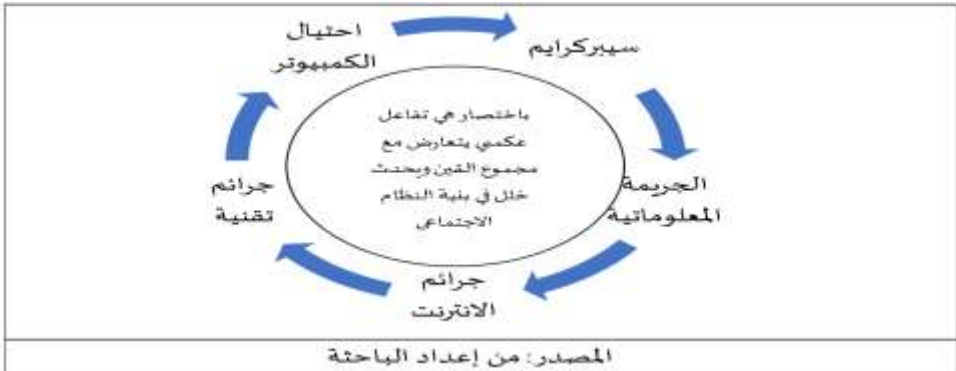 احتيال
الكمبيوتر
سيبركرايم
الجريمة
المعلوماتية
جرائم
الانترنت
جرائم
تقنية
باختصار هي تفاعل
عكسي يتعارض مع
مجموع القين ويحدث
خلل في بنية النظام
الاجتماعي
المصدر: من إعداد الباحثة